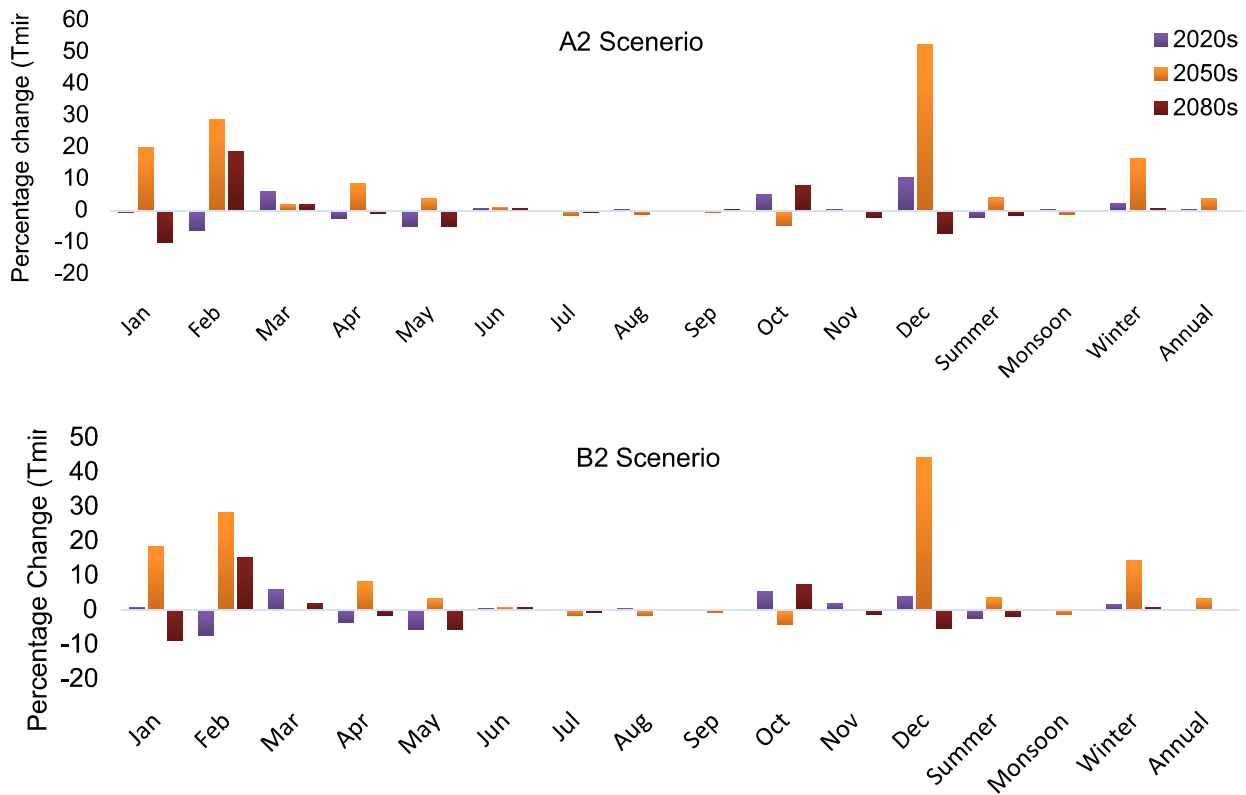 60
50
40
30
20
10
0
-10
-20
Percentage change (Tmir
A2 Scenerio
2020s
2050s
2080s
Jan Feb Mar Apr May Jun Jul Aug Sep Oct Nov Dec Summer Monsoon Winter Annual
50
40
30
20
10
0
-10
-20
Percentage Change (Tmir
B2 Scenerio
Jan Feb Mar Apr May Jun Jul Aug Sep Oct Nov Dec Summer Monsoon Winter Annual